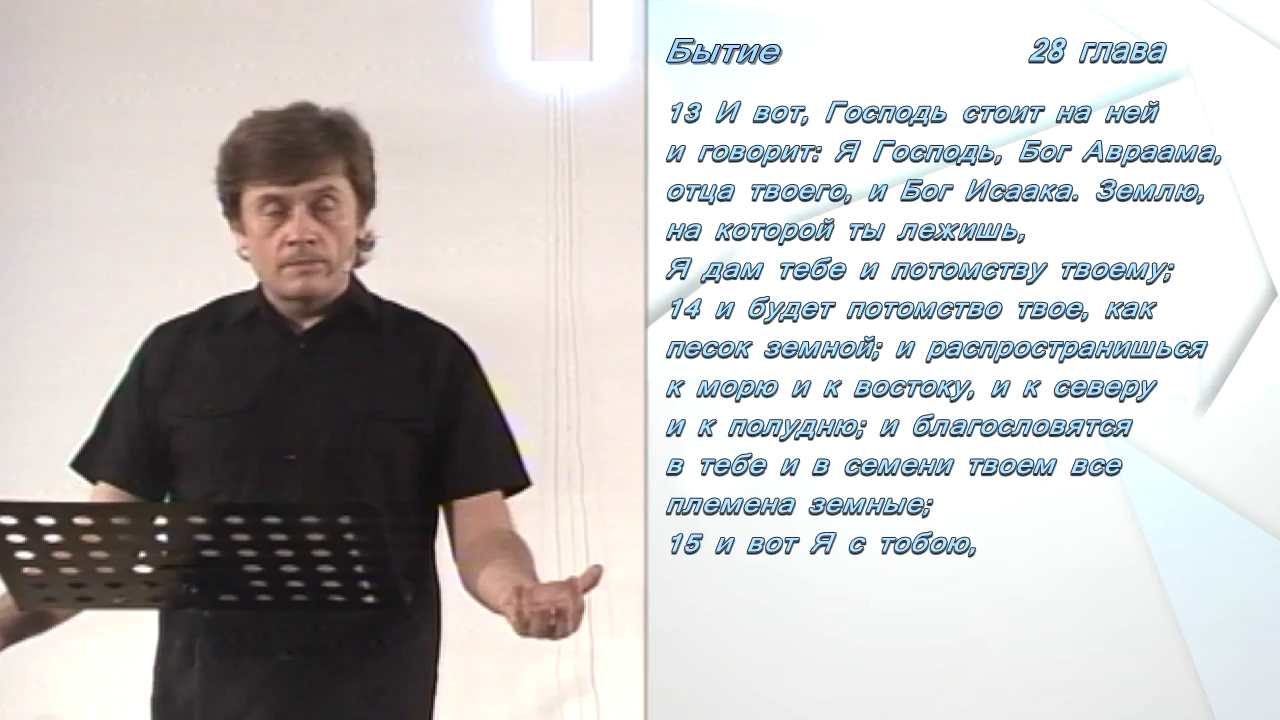 Бытие 28 глава
13 И вот, Господь стоит на ней
и говорит: Я Господь, Бог Авраама,
отца твоего, и Бог Исаака. Землю,
на которой ты лежишь,
Я дам тебе и потомству твоему;
14 и будет потомство твое, как
песок земной; и распространишься
к морю и к востоку, и к северу
и к полудню; и благословятся
в тебе и в семени твоем все
племена земные;
15 и вот Я с тобою,